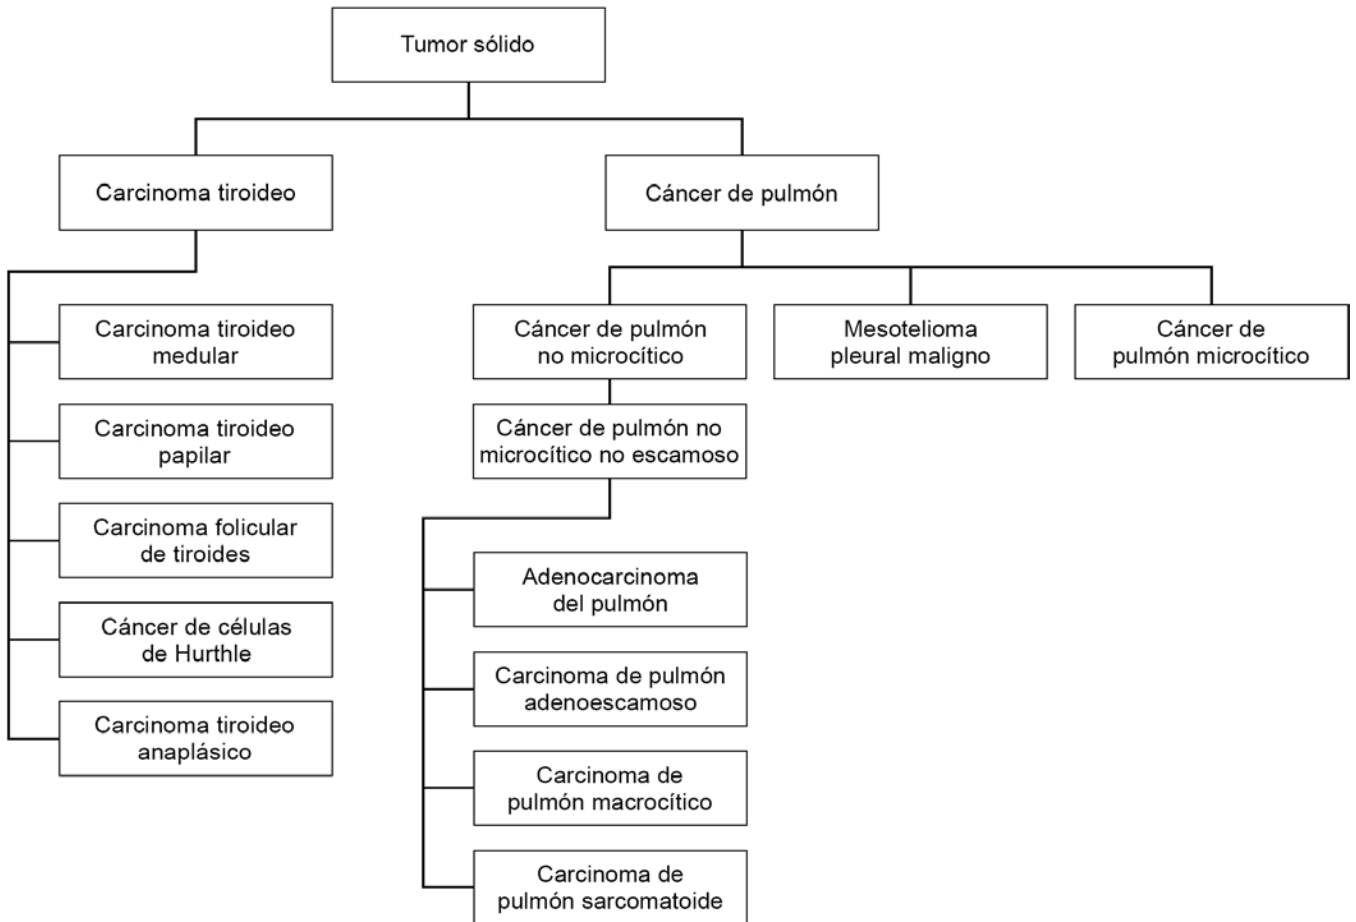 Tumor sólido
Carcinoma tiroideo
Cáncer de pulmón
Carcinoma tiroideo
medular
Carcinoma tiroideo
papilar
Carcinoma folicular
de tiroides
Cáncer de células
de Hurthle
Carcinoma tiroideo
anaplásico
Cáncer de pulmón
no microcítico
Mesotelioma
pleural maligno
Cáncer de
pulmón microcítico
Cáncer de pulmón no
microcítico no escamoso
Adenocarcinoma
del pulmón
Carcinoma de pulmón
adenoescamoso
Carcinoma de
pulmón macrocítico
Carcinoma de
pulmón sarcomatoide